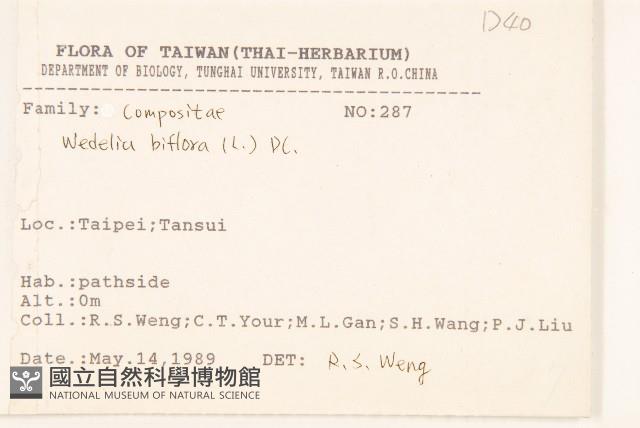 D40
FLORA OF TAIWAN(THAI-HERBARIUM)
DEPARTMENT OF BIOLOGY, TUNGHAI UNIVERSITY, TAIWAN R.O.CHINA
Family: Compositae NO:287
Wedelia biflora (L.) DC.
Loc.:Taipei;Tansui
Hab.:pathside
Alt.:0m
Coll.:R.S.Weng;C.T.Your;M.L.Gan;S.H.Wang;P.J.Liu
Date.:May.14,1989 DET: R.S. Weng
國立自然科學博物館
NATIONAL MUSEUM OF NATURAL SCIENCE